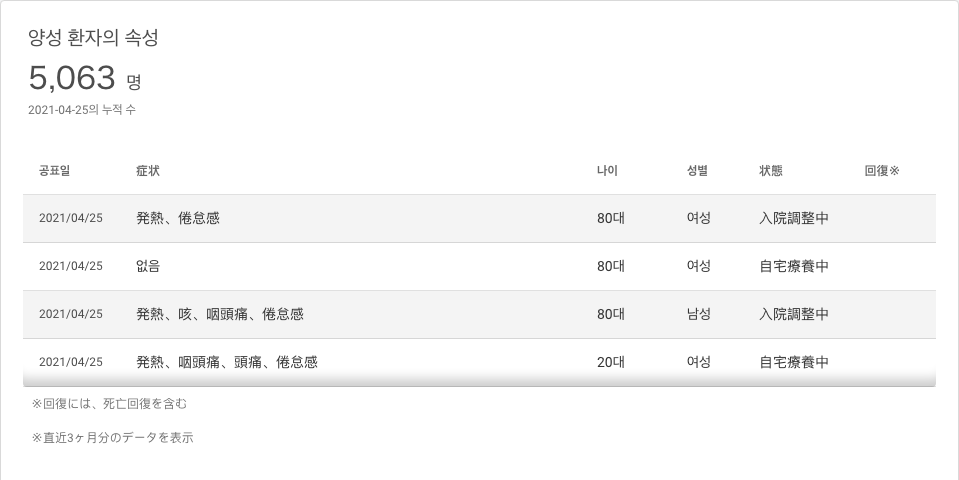 양성 환자의 속성
5,063 명
2021-04-25의 누적 수
공표일 症状 나이 성별 状態 回復※
2021/04/25 発熱、倦怠感 80대 여성 入院調整中
2021/04/25 없음 80대 여성 自宅療養中
2021/04/25 発熱、咳、咽頭痛、倦怠感 80대 남성 入院調整中
2021/04/25 発熱、咽頭痛、頭痛、倦怠感 20대 여성 自宅療養中
※回復には、死亡回復を含む
※直近3ヶ月分のデータを表示